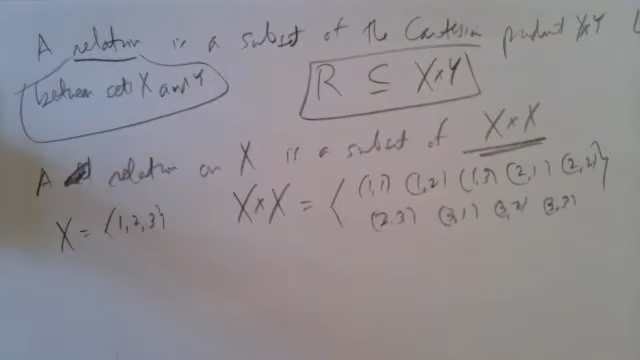 A relation is a subset of the Cartesian product X×Y
between sets X and Y
R ⊆ X×Y
A relation on X is a subset of X×X
X = {1,2,3}
X×X = { (1,1) (1,2) (1,3) (2,1) (2,2)
(2,3) (3,1) (3,2) (3,3) }